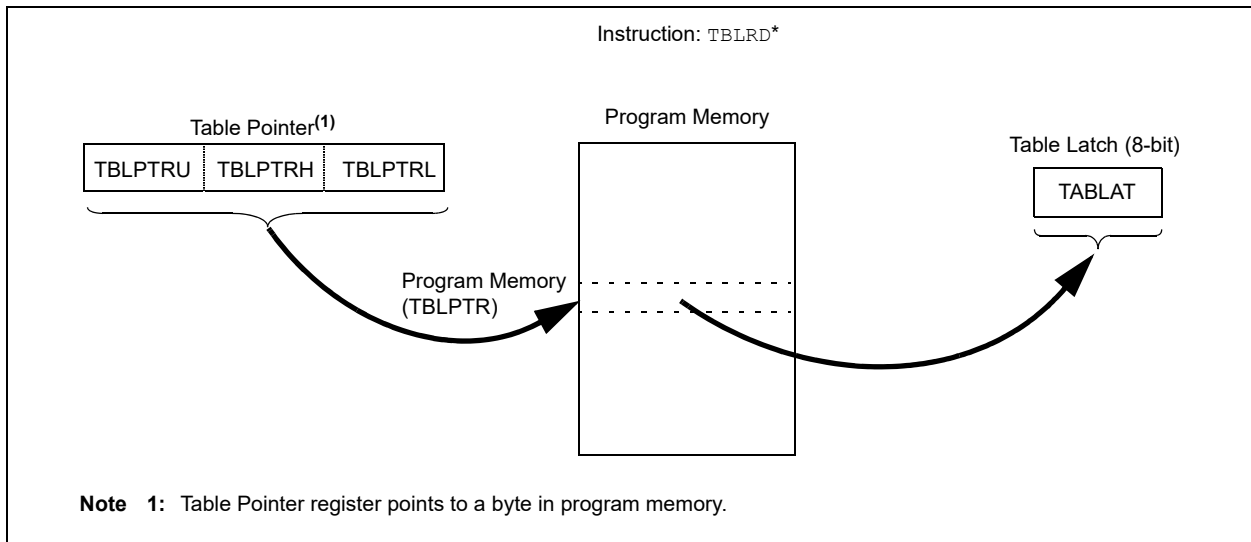 Instruction: TBLRD*
Table Pointer(1)
TBLPTRU TBLPTRH TBLPTRL
Program Memory
Table Latch (8-bit)
TABLAT
Program Memory
(TBLPTR)
Note 1: Table Pointer register points to a byte in program memory.